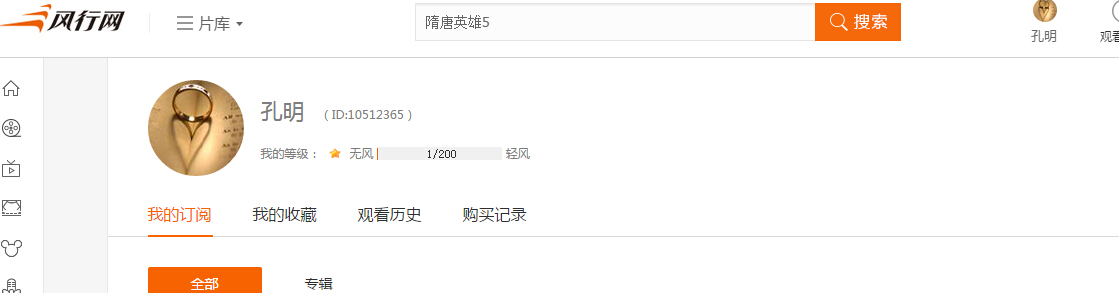 风行网
片库
隋唐英雄5
搜索
孔明
观看
孔明
( ID:10512365 )
我的等级：
无风
1/200
轻风
我的订阅
我的收藏
观看历史
购买记录
全部
专辑